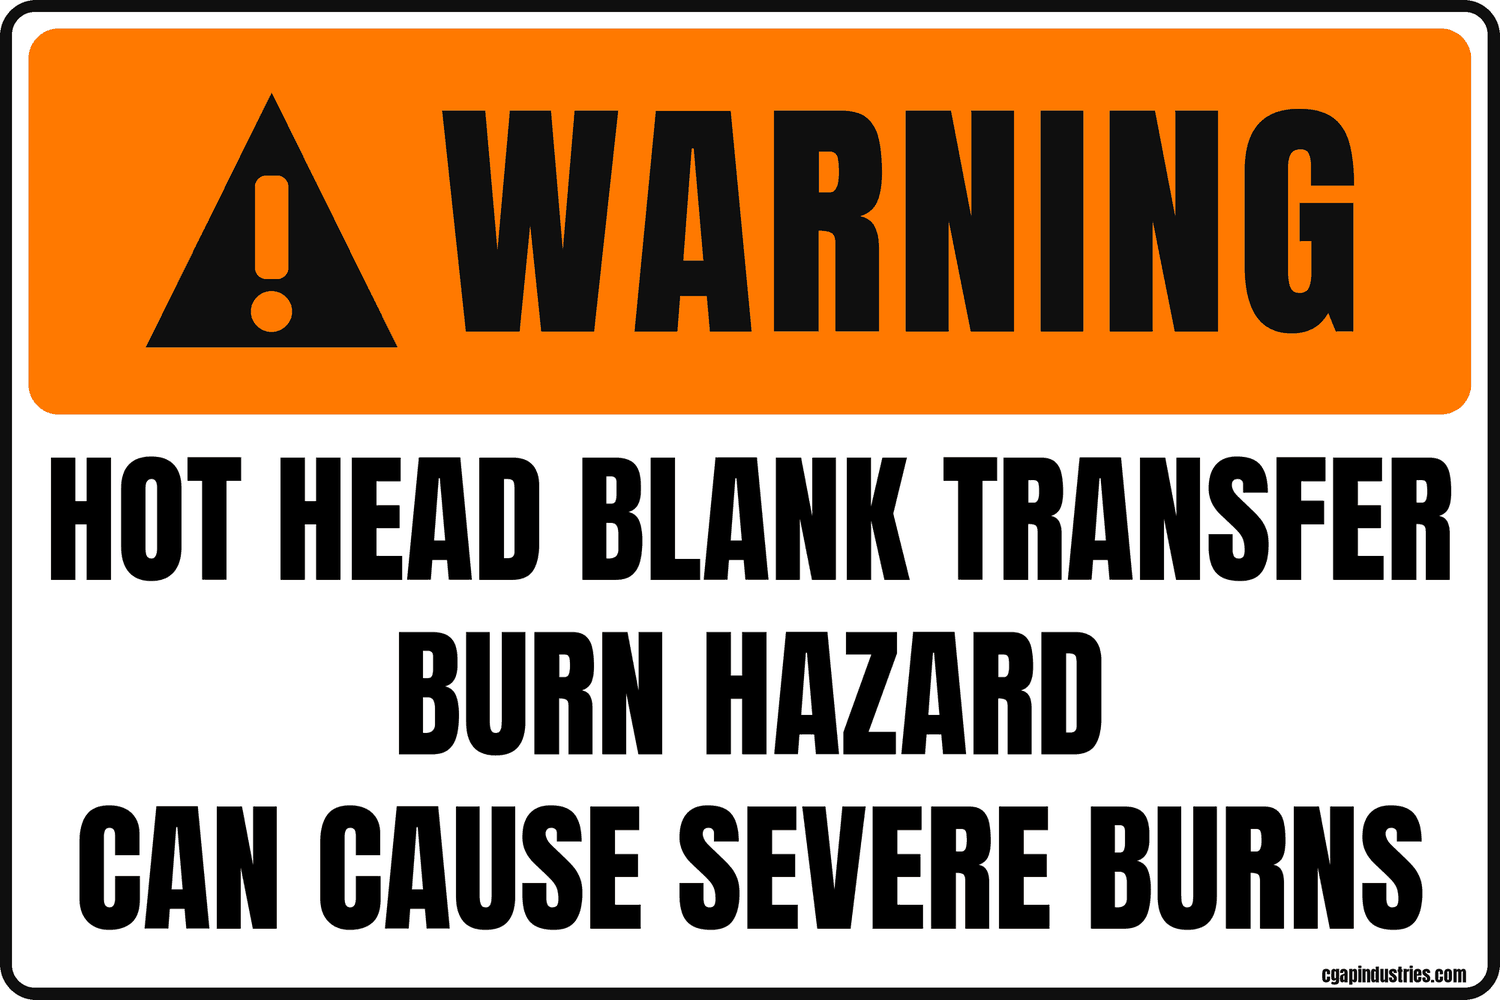 WARNING
HOT HEAD BLANK TRANSFER
BURN HAZARD
CAN CAUSE SEVERE BURNS
cgapindustries.com